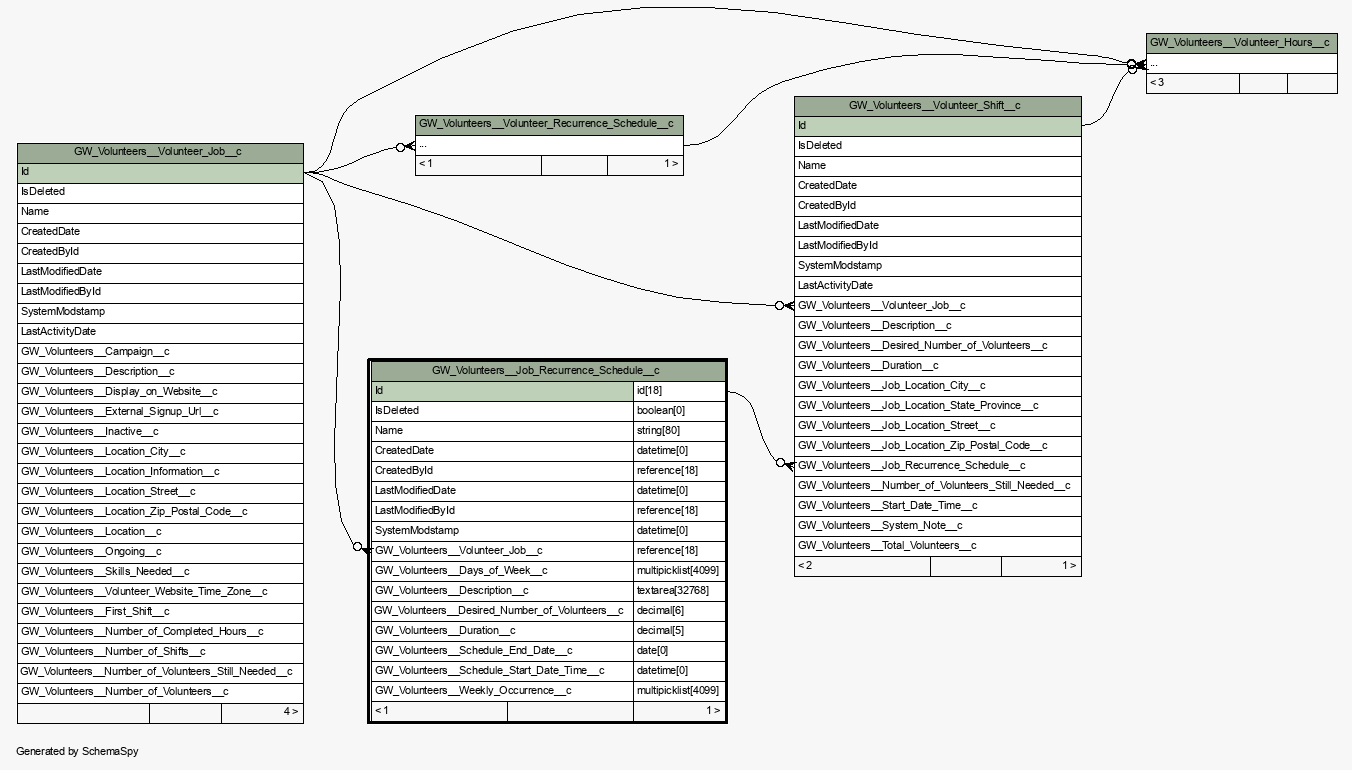 GW_Volunteers__Volunteer_Hours__c
...
< 3
GW_Volunteers__Volunteer_Shift__c
Id
IsDeleted
Name
CreatedDate
CreatedById
LastModifiedDate
LastModifiedById
SystemModstamp
LastActivityDate
GW_Volunteers__Volunteer_Job__c
GW_Volunteers__Description__c
GW_Volunteers__Desired_Number_of_Volunteers__c
GW_Volunteers__Duration__c
GW_Volunteers__Job_Location_City__c
GW_Volunteers__Job_Location_State_Province__c
GW_Volunteers__Job_Location_Street__c
GW_Volunteers__Job_Location_Zip_Postal_Code__c
GW_Volunteers__Job_Recurrence_Schedule__c
GW_Volunteers__Number_of_Volunteers_Still_Needed__c
GW_Volunteers__Start_Date_Time__c
GW_Volunteers__System_Note__c
GW_Volunteers__Total_Volunteers__c
< 2 1 >
GW_Volunteers__Volunteer_Recurrence_Schedule__c
...
< 1 1 >
GW_Volunteers__Volunteer_Job__c
Id
IsDeleted
Name
CreatedDate
CreatedById
LastModifiedDate
LastModifiedById
SystemModstamp
LastActivityDate
GW_Volunteers__Campaign__c
GW_Volunteers__Description__c
GW_Volunteers__Display_on_Website__c
GW_Volunteers__External_Signup_Url__c
GW_Volunteers__Inactive__c
GW_Volunteers__Location_City__c
GW_Volunteers__Location_Information__c
GW_Volunteers__Location_Street__c
GW_Volunteers__Location_Zip_Postal_Code__c
GW_Volunteers__Location__c
GW_Volunteers__Ongoing__c
GW_Volunteers__Skills_Needed__c
GW_Volunteers__Volunteer_Website_Time_Zone__c
GW_Volunteers__First_Shift__c
GW_Volunteers__Number_of_Completed_Hours__c
GW_Volunteers__Number_of_Shifts__c
GW_Volunteers__Number_of_Volunteers_Still_Needed__c
GW_Volunteers__Number_of_Volunteers__c
4 >
GW_Volunteers__Job_Recurrence_Schedule__c
Id id[18]
IsDeleted boolean[0]
Name string[80]
CreatedDate datetime[0]
CreatedById reference[18]
LastModifiedDate datetime[0]
LastModifiedById reference[18]
SystemModstamp datetime[0]
GW_Volunteers__Volunteer_Job__c reference[18]
GW_Volunteers__Days_of_Week__c multipicklist[4099]
GW_Volunteers__Description__c textarea[32768]
GW_Volunteers__Desired_Number_of_Volunteers__c decimal[6]
GW_Volunteers__Duration__c decimal[5]
GW_Volunteers__Schedule_End_Date__c date[0]
GW_Volunteers__Schedule_Start_Date_Time__c datetime[0]
GW_Volunteers__Weekly_Occurrence__c multipicklist[4099]
< 1 1 >
Generated by SchemaSpy